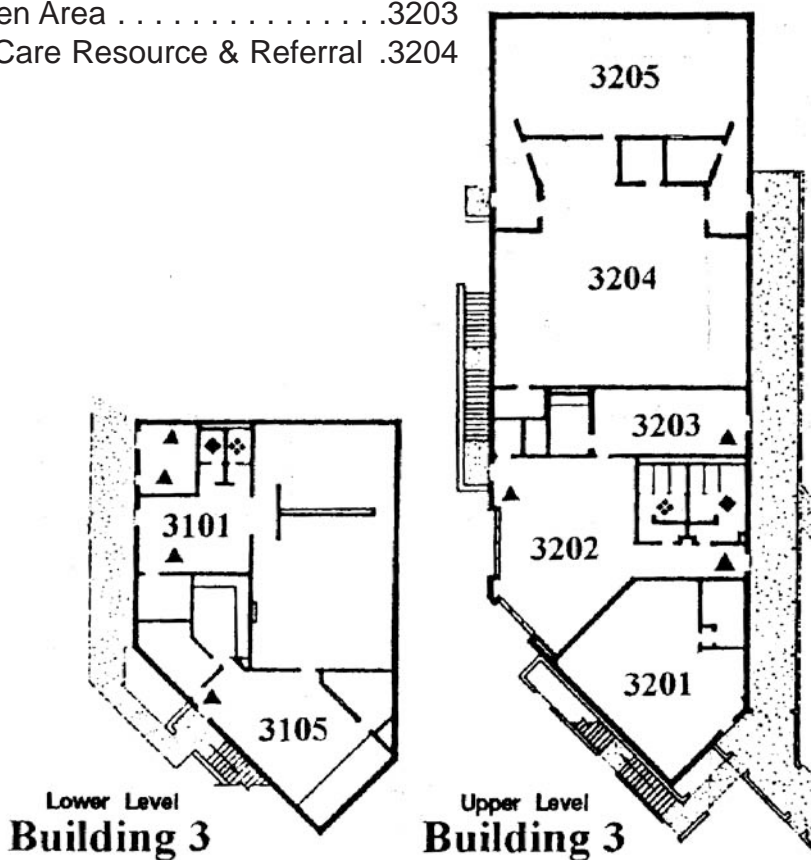 en Area . . . . . . . . . . . . . . .3203
Care Resource & Referral .3204
3205
3204
3203
3202
3201
3101
3105
Lower Level
Building 3
Upper Level
Building 3